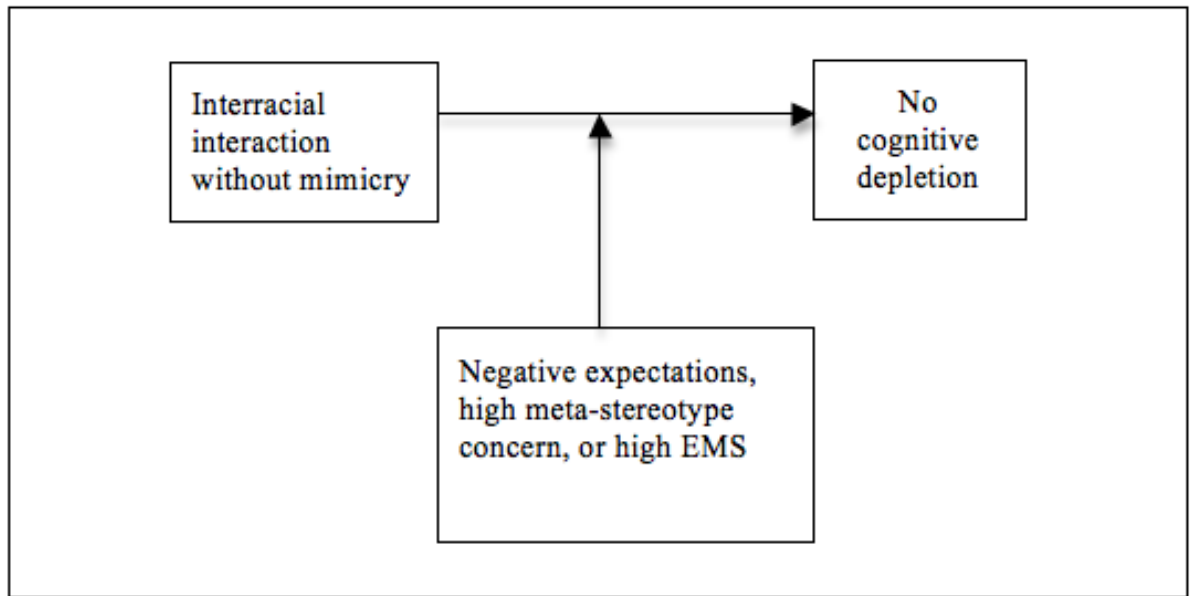 Interracial
interaction
without mimicry
No
cognitive
depletion
Negative expectations,
high meta-stereotype
concern, or high EMS